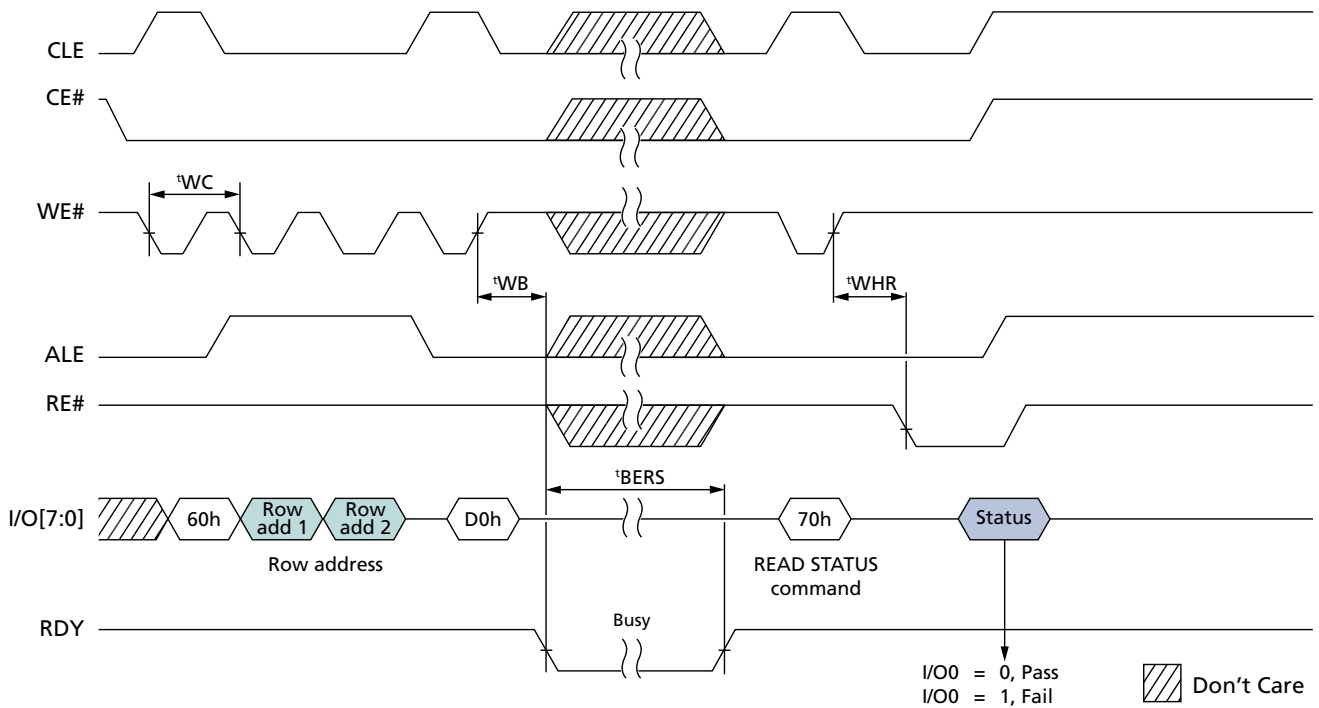 CLE
CE#
tWC
WE#
tWB
tWHR
ALE
RE#
tBERS
I/O[7:0]
60h
Row
add 1
Row
add 2
D0h
70h
Status
Row address
READ STATUS
command
RDY
Busy
I/O0 = 0, Pass
I/O0 = 1, Fail
Don't Care